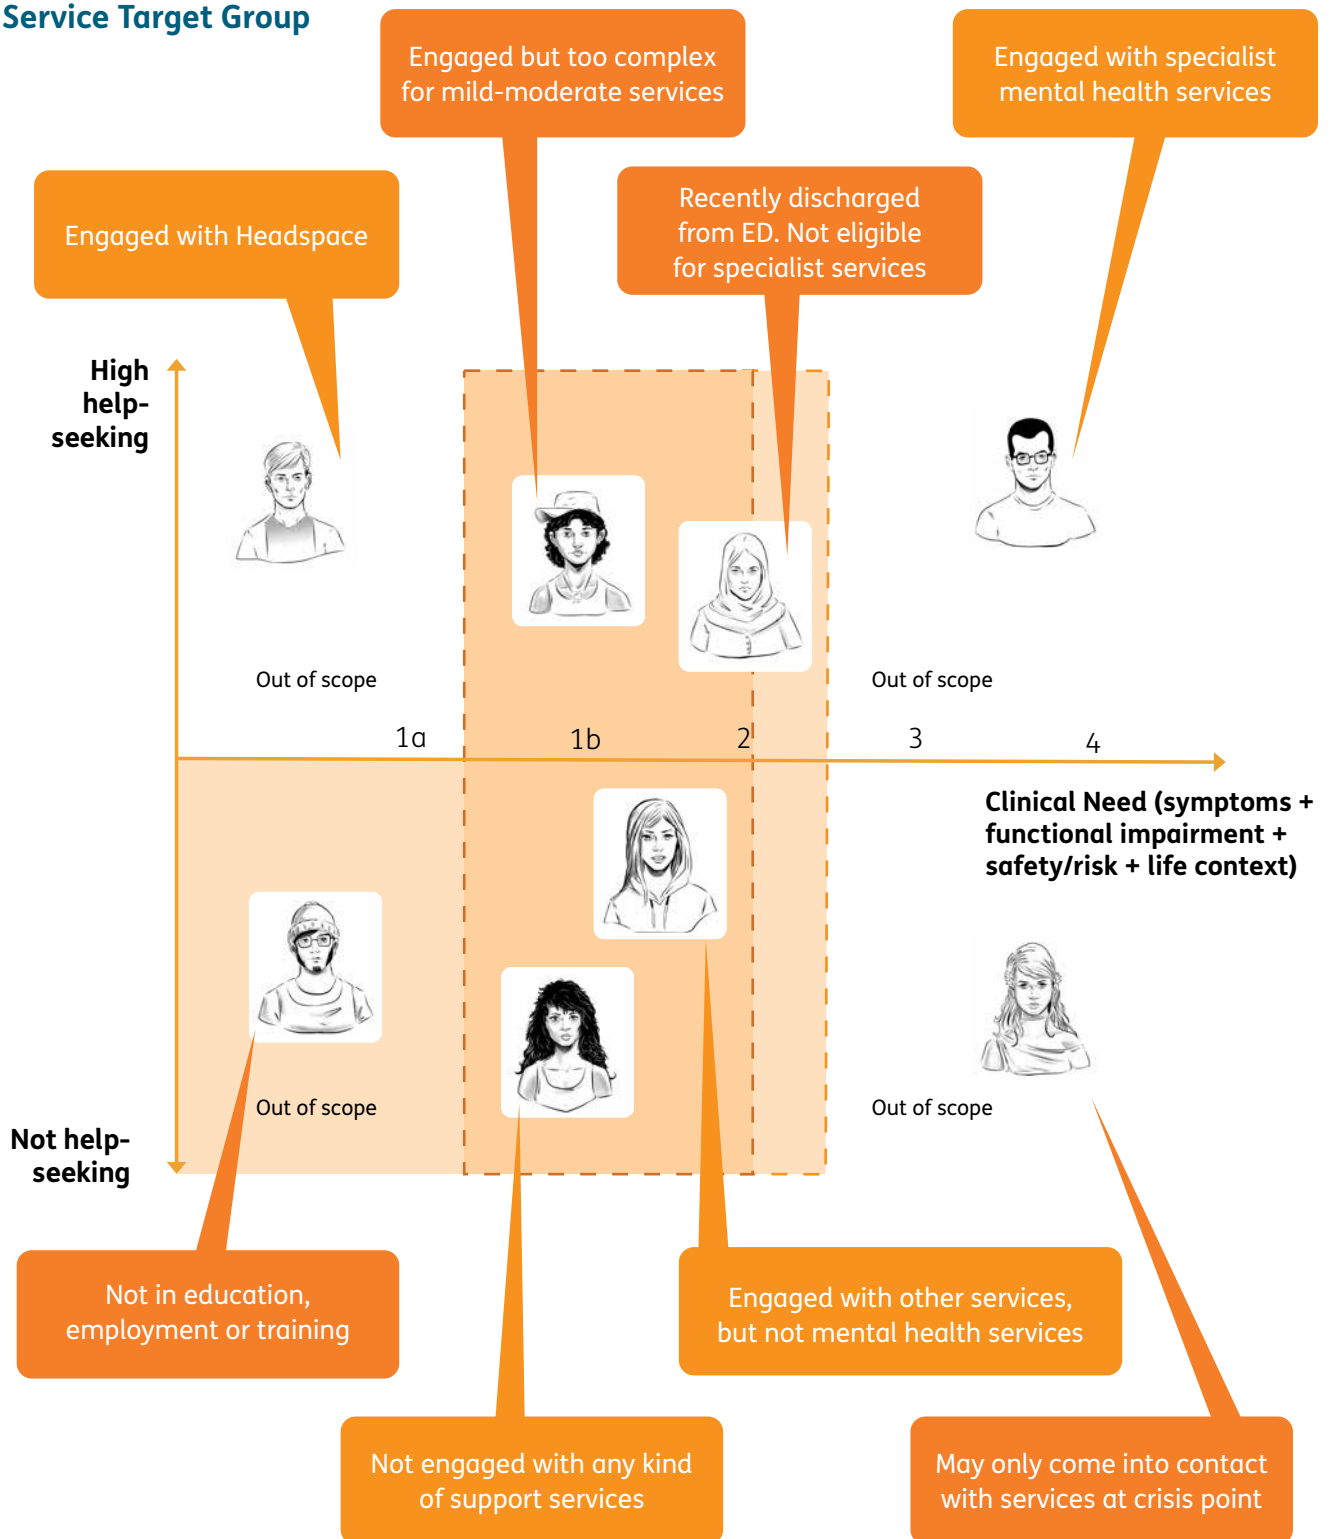 Service Target Group
Engaged but too complex
for mild-moderate services
Engaged with specialist
mental health services
Engaged with Headspace
Recently discharged
from ED. Not eligible
for specialist services
High
help-
seeking
Out of scope
Out of scope
1a
1b
2
3
4
Clinical Need (symptoms +
functional impairment +
safety/risk + life context)
Out of scope
Out of scope
Not help-
seeking
Not in education,
employment or training
Engaged with other services,
but not mental health services
Not engaged with any kind
of support services
May only come into contact
with services at crisis point